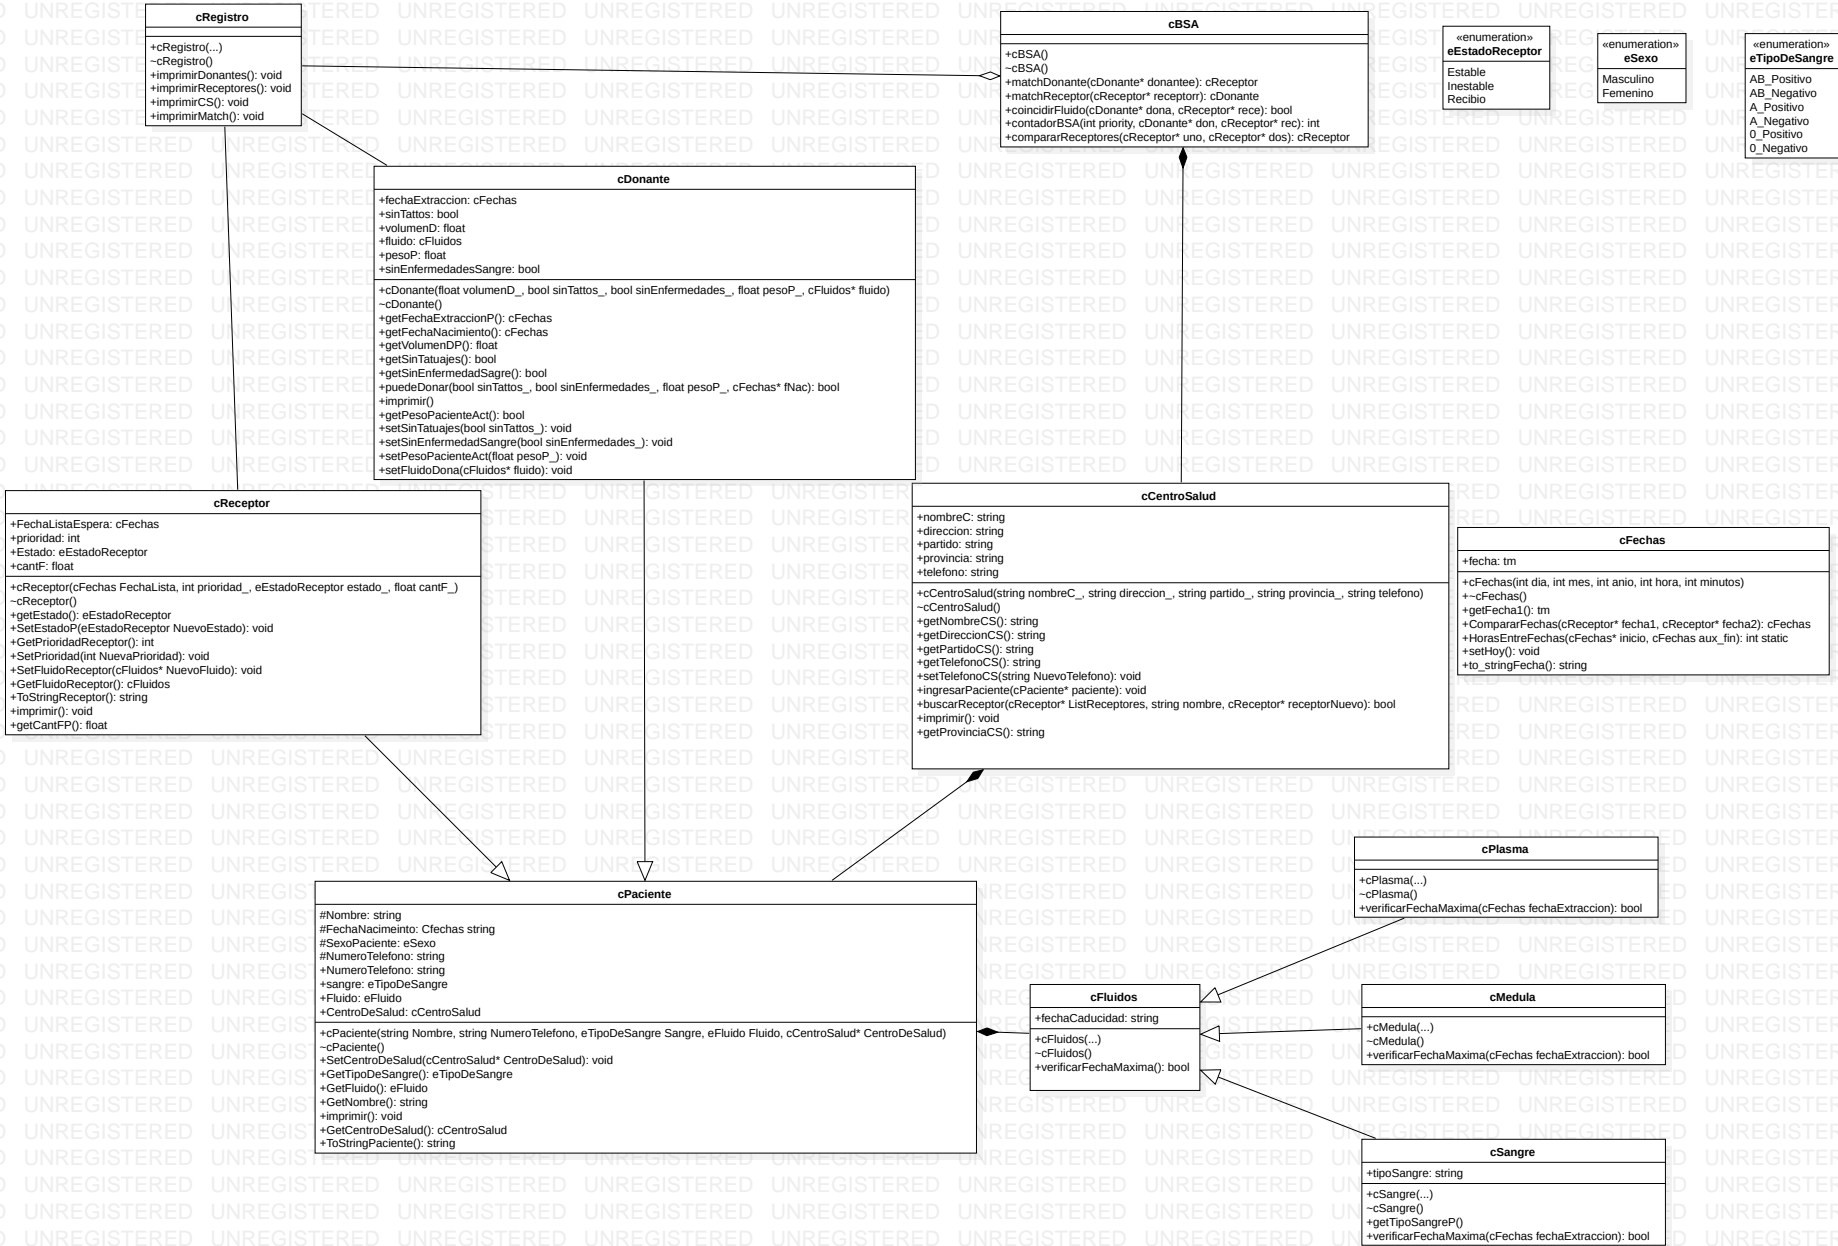 cRegistro
+cRegistro(...)
~cRegistro()
+imprimirDonantes(): void
+imprimirReceptores(): void
+imprimirCS(): void
+imprimirMatch(): void
cBSA
+cBSA()
~cBSA()
+matchDonante(cDonante* donantee): cReceptor
+matchReceptor(cReceptor* receptorr): cDonante
+coincidirFluido(cDonante* dona, cReceptor* rece): bool
+contadorBSA(int priority, cDonante* don, cReceptor* rec): int
+compararReceptores(cReceptor* uno, cReceptor* dos): cReceptor
«enumeration»
eEstadoReceptor
Estable
Inestable
Recibio
«enumeration»
eSexo
Masculino
Femenino
«enumeration»
eTipoDeSangre
AB_Positivo
AB_Negativo
A_Positivo
A_Negativo
0_Positivo
0_Negativo
cDonante
+fechaExtraccion: cFechas
+sinTattos: bool
+volumenD: float
+fluido: cFluidos
+pesoP: float
+sinEnfermedadesSangre: bool
+cDonante(float volumenD_, bool sinTattos_, bool sinEnfermedades_, float pesoP_, cFluidos* fluido)
~cDonante()
+getFechaExtraccionP(): cFechas
+getFechaNacimiento(): cFechas
+getVolumenDP(): float
+getSinTatuajes(): bool
+getSinEnfermedadSagre(): bool
+puedeDonar(bool sinTattos_, bool sinEnfermedades_, float pesoP_, cFechas* fNac): bool
+imprimir()
+getPesoPacienteAct(): bool
+setSinTatuajes(bool sinTattos_): void
+setSinEnfermedadSangre(bool sinEnfermedades_): void
+setPesoPacienteAct(float pesoP_): void
+setFluidoDona(cFluidos* fluido): void
cReceptor
+FechaListaEspera: cFechas
+prioridad: int
+Estado: eEstadoReceptor
+cantF: float
+cReceptor(cFechas FechaLista, int prioridad_, eEstadoReceptor estado_, float cantF_)
~cReceptor()
+getEstado(): eEstadoReceptor
+SetEstadoP(eEstadoReceptor NuevoEstado): void
+GetPrioridadReceptor(): int
+SetPrioridad(int NuevaPrioridad): void
+SetFluidoReceptor(cFluidos* NuevoFluido): void
+GetFluidoReceptor(): cFluidos
+ToStringReceptor(): string
+imprimir(): void
+getCantFP(): float
cCentroSalud
+nombreC: string
+direccion: string
+partido: string
+provincia: string
+telefono: string
+cCentroSalud(string nombreC_, string direccion_, string partido_, string provincia_, string telefono)
~cCentroSalud()
+getNombreCS(): string
+getDireccionCS(): string
+getPartidoCS(): string
+getTelefonoCS(): string
+setTelefonoCS(string NuevoTelefono): void
+ingresarPaciente(cPaciente* paciente): void
+buscarReceptor(cReceptor* ListReceptores, string nombre, cReceptor* receptorNuevo): bool
+imprimir(): void
+getProvinciaCS(): string
cFechas
+fecha: tm
+cFechas(int dia, int mes, int anio, int hora, int minutos)
+~cFechas()
+getFecha1(): tm
+CompararFechas(cReceptor* fecha1, cReceptor* fecha2): cFechas
+HorasEntreFechas(cFechas* inicio, cFechas aux_fin): int static
+setHoy(): void
+to_stringFecha(): string
cPaciente
#Nombre: string
#FechaNacimeinto: Cfechas string
#SexoPaciente: eSexo
#NumeroTelefono: string
+NumeroTelefono: string
+sangre: eTipoDeSangre
+Fluido: eFluido
+CentroDeSalud: cCentroSalud
+cPaciente(string Nombre, string NumeroTelefono, eTipoDeSangre Sangre, eFluido Fluido, cCentroSalud* CentroDeSalud)
~cPaciente()
+SetCentroDeSalud(cCentroSalud* CentroDeSalud): void
+GetTipoDeSangre(): eTipoDeSangre
+GetFluido(): eFluido
+GetNombre(): string
+imprimir(): void
+GetCentroDeSalud(): cCentroSalud
+ToStringPaciente(): string
cFluidos
+fechaCaducidad: string
+cFluidos(...)
~cFluidos()
+verificarFechaMaxima(): bool
cPlasma
+cPlasma(...)
~cPlasma()
+verificarFechaMaxima(cFechas fechaExtraccion): bool
cMedula
+cMedula(...)
~cMedula()
+verificarFechaMaxima(cFechas fechaExtraccion): bool
cSangre
+tipoSangre: string
+cSangre(...)
~cSangre()
+getTipoSangreP()
+verificarFechaMaxima(cFechas fechaExtraccion): bool
UNREGISTERED